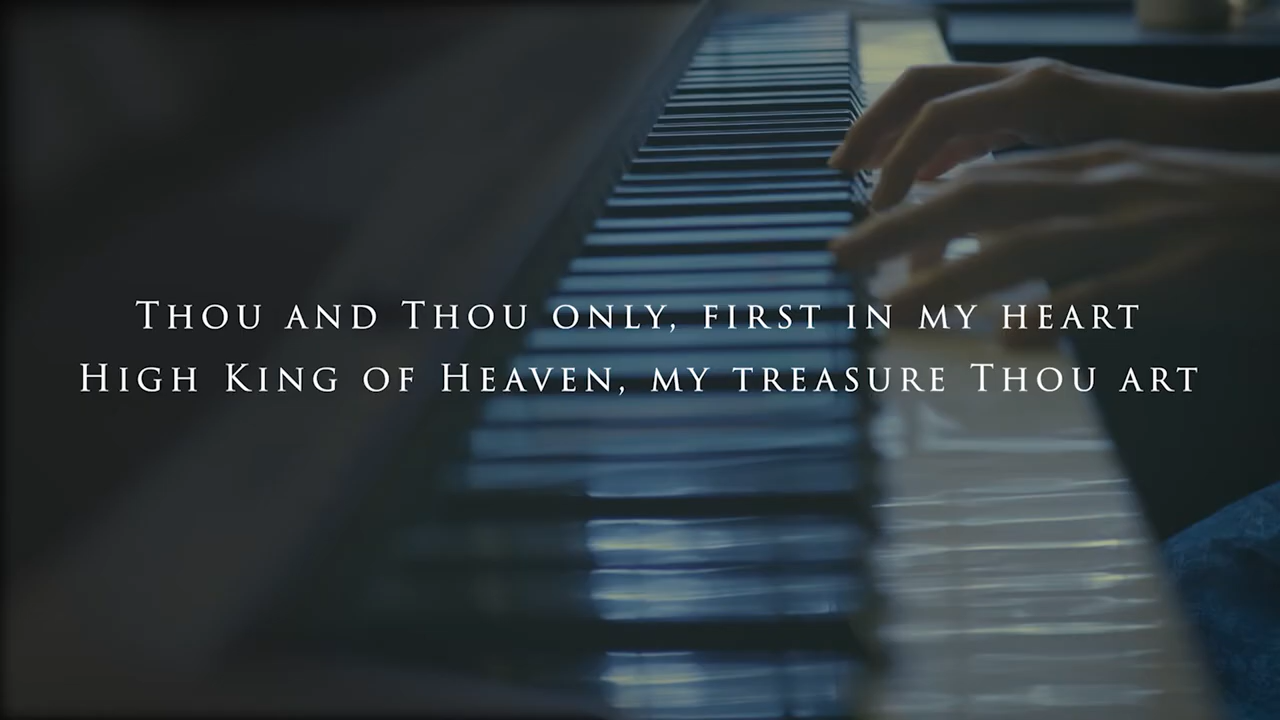 Thou and Thou only, first in my heart
High King of Heaven, my treasure Thou art